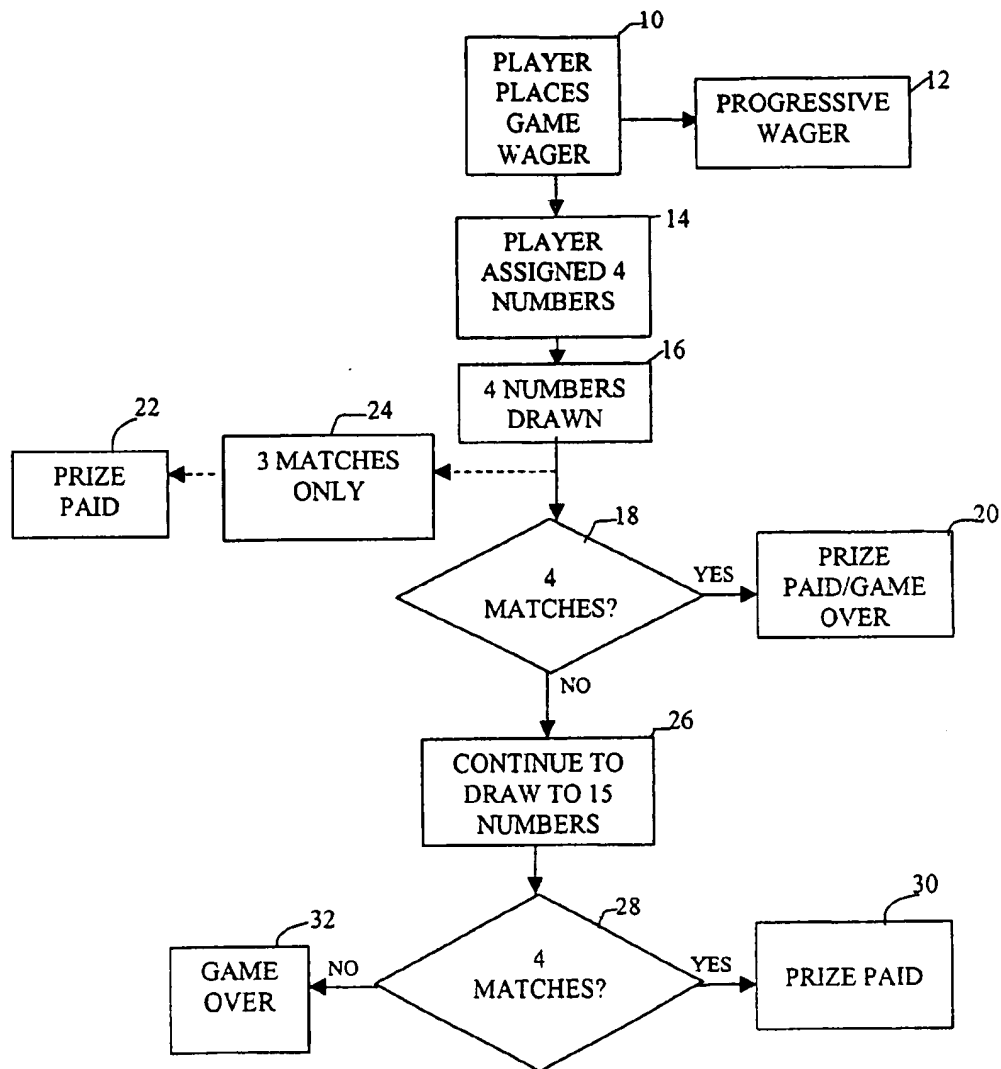 10
PLAYER
PLACES
GAME
WAGER
12
PROGRESSIVE
WAGER
14
PLAYER
ASSIGNED 4
NUMBERS
16
4 NUMBERS
DRAWN
22
PRIZE
PAID
24
3 MATCHES
ONLY
18
4
MATCHES?
YES
20
PRIZE
PAID/GAME
OVER
NO
26
CONTINUE TO
DRAW TO 15
NUMBERS
28
4
MATCHES?
YES
30
PRIZE PAID
NO
32
GAME
OVER